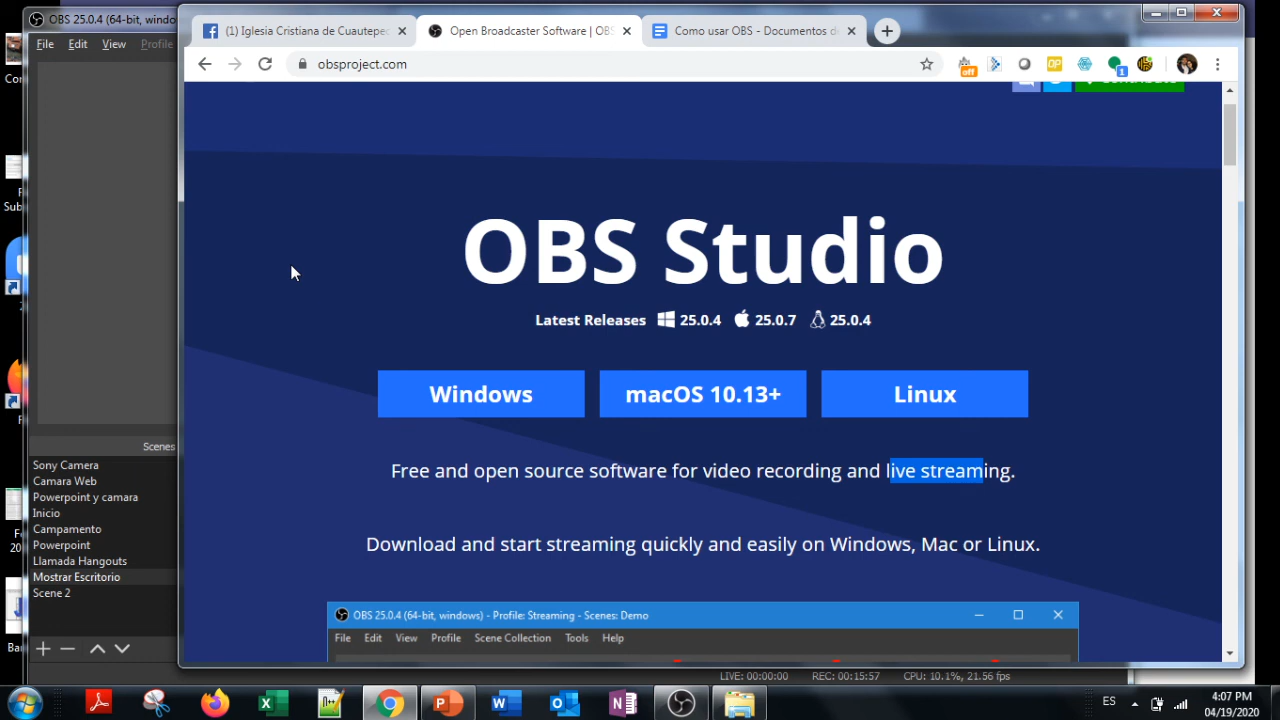 OBS 25.0.4 (64-bit, windo
File Edit View Profile
(1) Iglesia Cristiana de Cuautepec
Open Broadcaster Software | OBS
Como usar OBS - Documentos d
obsproject.com
off
OP
1
OBS Studio
Latest Releases 25.0.4 25.0.7 25.0.4
Windows macOS 10.13+ Linux
Free and open source software for video recording and live streaming.
Download and start streaming quickly and easily on Windows, Mac or Linux.
OBS 25.0.4 (64-bit, windows) - Profile: Streaming - Scenes: Demo
File Edit View Profile Scene Collection Tools Help
Scenes
Sony Camera
Camara Web
Powerpoint y camara
Inicio
Campamento
Powerpoint
Llamada Hangouts
Mostrar Escritorio
Scene 2
LIVE: 00:00:00 REC: 00:15:57 CPU: 10.1%, 21.56 fps
ES
4:07 PM
04/19/2020